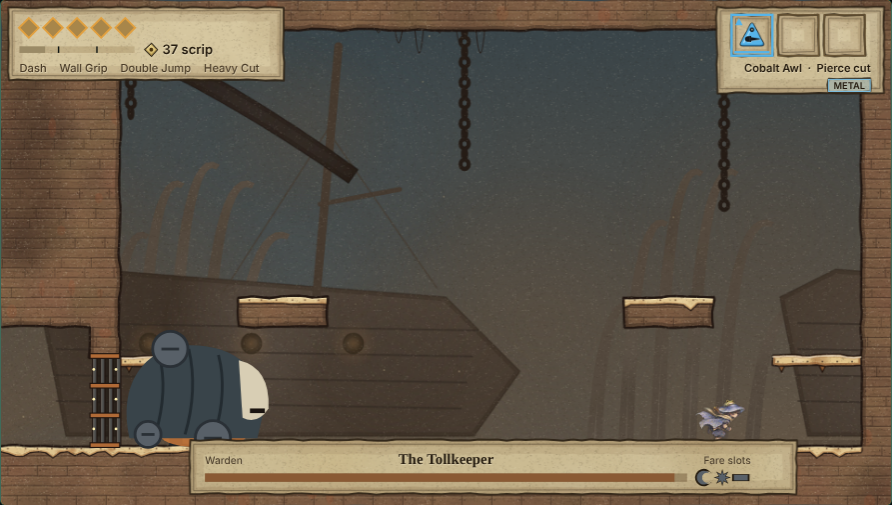 37 scrip
Dash Wall Grip Double Jump Heavy Cut
Cobalt Awl · Pierce cut
METAL
Warden The Tollkeeper Fare slots